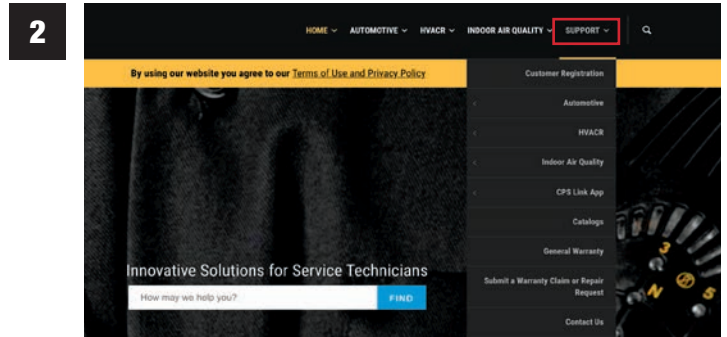 2
HOME AUTOMOTIVE HVACR INDOOR AIR QUALITY SUPPORT
By using our website you agree to our Terms of Use and Privacy Policy
Customer Registration
Automotive
HVACR
Indoor Air Quality
CPS Link App
Catalogs
General Warranty
Innovative Solutions for Service Technicians
Submit a Warranty Claim or Repair
Request
How may we help you? FIND
Contact Us
3
N
5